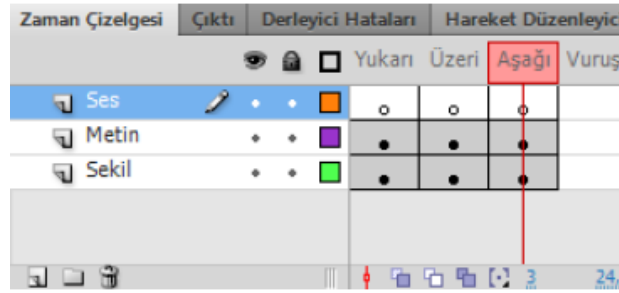 Zaman Çizelgesi Çıktı Derleyici Hataları Hareket Düzenleyic
Yukarı Üzeri Aşağı Vuruş
Ses
Metin
Sekil
3 24,